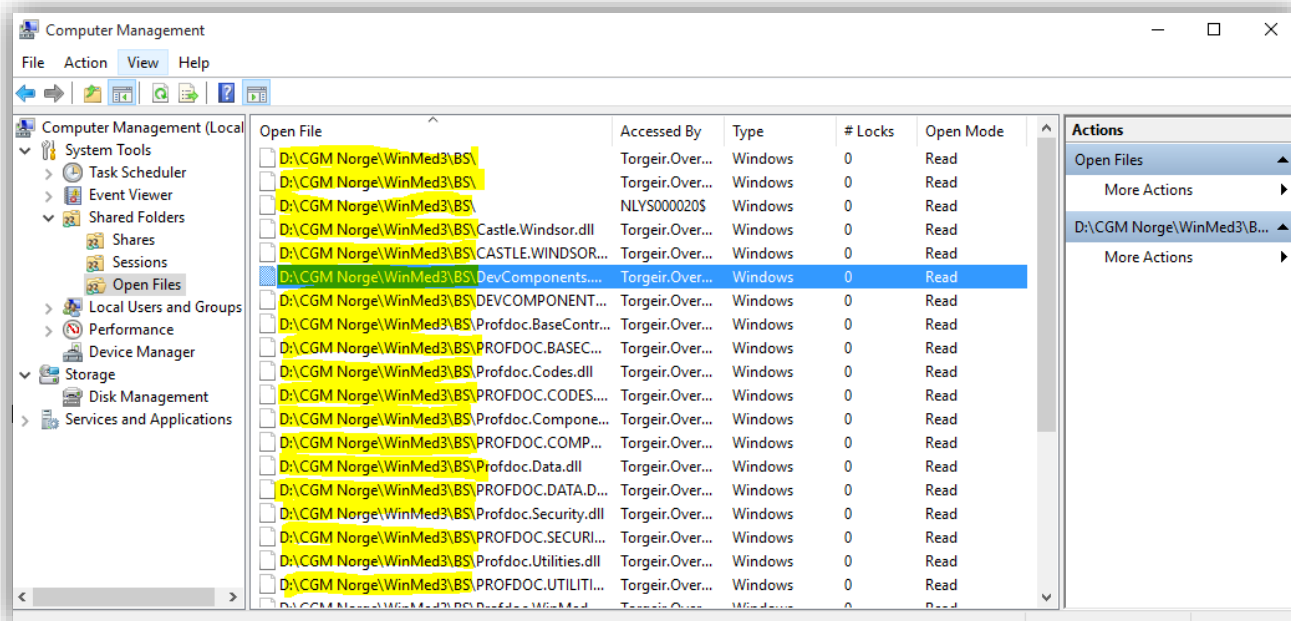 Computer Management
File Action View Help
Computer Management (Local
System Tools
Task Scheduler
Event Viewer
Shared Folders
Shares
Sessions
Open Files
Local Users and Groups
Performance
Device Manager
Storage
Disk Management
Services and Applications
Open File Accessed By Type # Locks Open Mode
D:\CGM Norge\WinMed3\BS\ Torgeir.Over... Windows 0 Read
D:\CGM Norge\WinMed3\BS\ Torgeir.Over... Windows 0 Read
D:\CGM Norge\WinMed3\BS\ NLYS000020$ Windows 0 Read
D:\CGM Norge\WinMed3\BS\Castle.Windsor.dll Torgeir.Over... Windows 0 Read
D:\CGM Norge\WinMed3\BS\CASTLE.WINDSOR... Torgeir.Over... Windows 0 Read
D:\CGM Norge\WinMed3\BS\DevComponents.... Torgeir.Over... Windows 0 Read
D:\CGM Norge\WinMed3\BS\DEVCOMPONENT... Torgeir.Over... Windows 0 Read
D:\CGM Norge\WinMed3\BS\Profdoc.BaseContr... Torgeir.Over... Windows 0 Read
D:\CGM Norge\WinMed3\BS\PROFDOC.BASEC... Torgeir.Over... Windows 0 Read
D:\CGM Norge\WinMed3\BS\Profdoc.Codes.dll Torgeir.Over... Windows 0 Read
D:\CGM Norge\WinMed3\BS\PROFDOC.CODES.... Torgeir.Over... Windows 0 Read
D:\CGM Norge\WinMed3\BS\Profdoc.Compone... Torgeir.Over... Windows 0 Read
D:\CGM Norge\WinMed3\BS\PROFDOC.COMP... Torgeir.Over... Windows 0 Read
D:\CGM Norge\WinMed3\BS\Profdoc.Data.dll Torgeir.Over... Windows 0 Read
D:\CGM Norge\WinMed3\BS\PROFDOC.DATA.D... Torgeir.Over... Windows 0 Read
D:\CGM Norge\WinMed3\BS\Profdoc.Security.dll Torgeir.Over... Windows 0 Read
D:\CGM Norge\WinMed3\BS\PROFDOC.SECURI... Torgeir.Over... Windows 0 Read
D:\CGM Norge\WinMed3\BS\Profdoc.Utilities.dll Torgeir.Over... Windows 0 Read
D:\CGM Norge\WinMed3\BS\PROFDOC.UTILITI... Torgeir.Over... Windows 0 Read
Actions
Open Files
More Actions
D:\CGM Norge\WinMed3\B...
More Actions